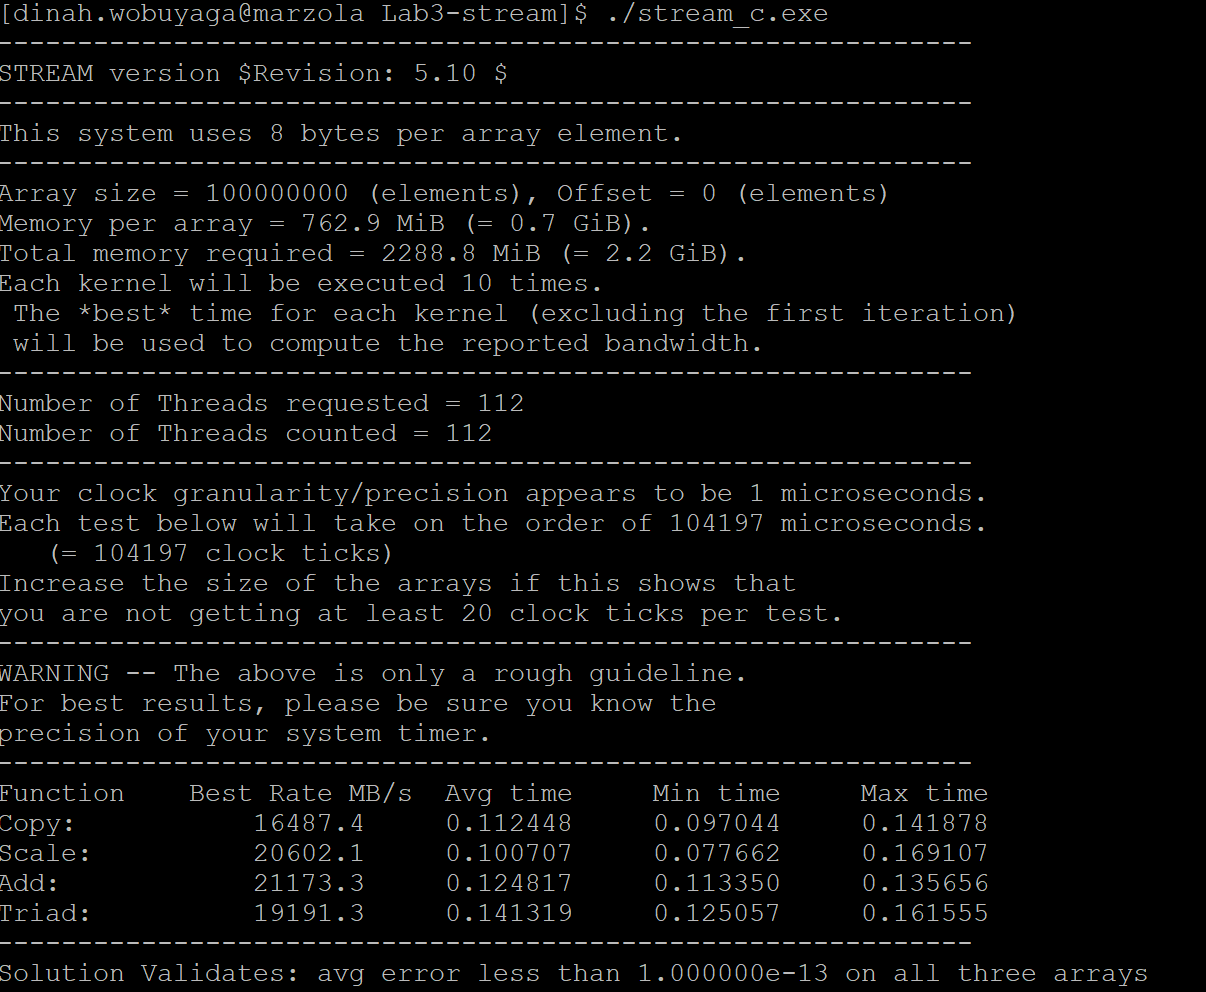 [dinah.wobuyaga@marzola Lab3-stream]$ ./stream_c.exe
-------------------------------------------------------------
STREAM version $Revision: 5.10 $
-------------------------------------------------------------
This system uses 8 bytes per array element.
-------------------------------------------------------------
Array size = 100000000 (elements), Offset = 0 (elements)
Memory per array = 762.9 MiB (= 0.7 GiB).
Total memory required = 2288.8 MiB (= 2.2 GiB).
Each kernel will be executed 10 times.
 The *best* time for each kernel (excluding the first iteration)
 will be used to compute the reported bandwidth.
-------------------------------------------------------------
Number of Threads requested = 112
Number of Threads counted = 112
-------------------------------------------------------------
Your clock granularity/precision appears to be 1 microseconds.
Each test below will take on the order of 104197 microseconds.
   (= 104197 clock ticks)
Increase the size of the arrays if this shows that
you are not getting at least 20 clock ticks per test.
-------------------------------------------------------------
WARNING -- The above is only a rough guideline.
For best results, please be sure you know the
precision of your system timer.
-------------------------------------------------------------
Function    Best Rate MB/s  Avg time     Min time     Max time
Copy:           16487.4     0.112448     0.097044     0.141878
Scale:          20602.1     0.100707     0.077662     0.169107
Add:            21173.3     0.124817     0.113350     0.135656
Triad:          19191.3     0.141319     0.125057     0.161555
-------------------------------------------------------------
Solution Validates: avg error less than 1.000000e-13 on all three arrays